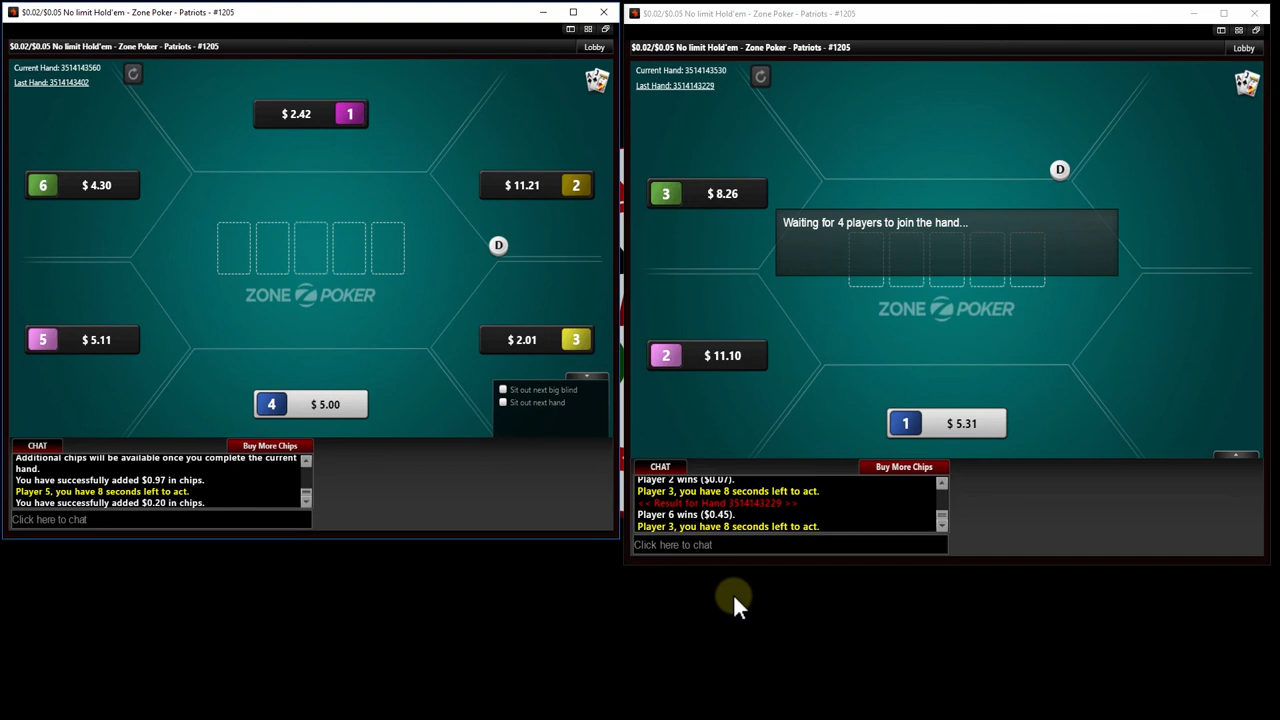 $0.02/$0.05 No limit Hold'em - Zone Poker - Patriots - #1205
$0.02/$0.05 No limit Hold'em - Zone Poker - Patriots - #1205 Lobby
Current Hand: 3514143560
Last Hand: 3514143402
$ 2.42 1
6 $ 4.30
$ 11.21 2
D
ZONE POKER
5 $ 5.11
$ 2.01 3
Sit out next big blind
Sit out next hand
4 $ 5.00
CHAT
Buy More Chips
Additional chips will be available once you complete the current
hand.
You have successfully added $0.97 in chips.
Player 5, you have 8 seconds left to act.
You have successfully added $0.20 in chips.
Click here to chat
$0.02/$0.05 No limit Hold'em - Zone Poker - Patriots - #1205
$0.02/$0.05 No limit Hold'em - Zone Poker - Patriots - #1205 Lobby
Current Hand: 3514143530
Last Hand: 3514143229
D
3 $ 8.26
Waiting for 4 players to join the hand...
ZONE POKER
2 $ 11.10
1 $ 5.31
CHAT
Buy More Chips
Player 2 wins ($0.07).
Player 3, you have 8 seconds left to act.
<< Result for Hand 3514143229 >>
Player 6 wins ($0.45).
Player 3, you have 8 seconds left to act.
Click here to chat